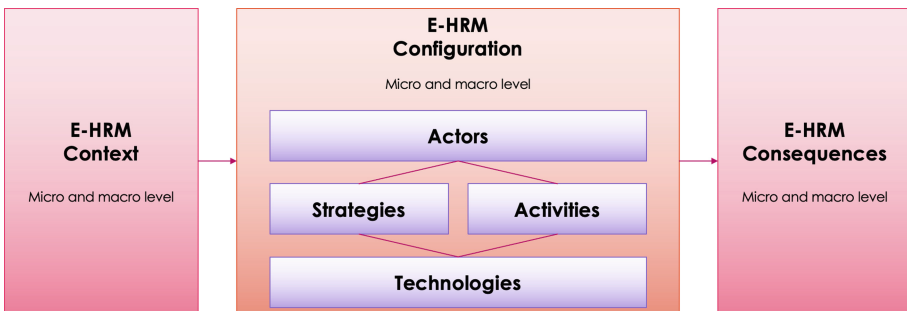 E-HRM
Context
Micro and macro level
E-HRM
Configuration
Micro and macro level
Actors
Strategies
Activities
Technologies
E-HRM
Consequences
Micro and macro level